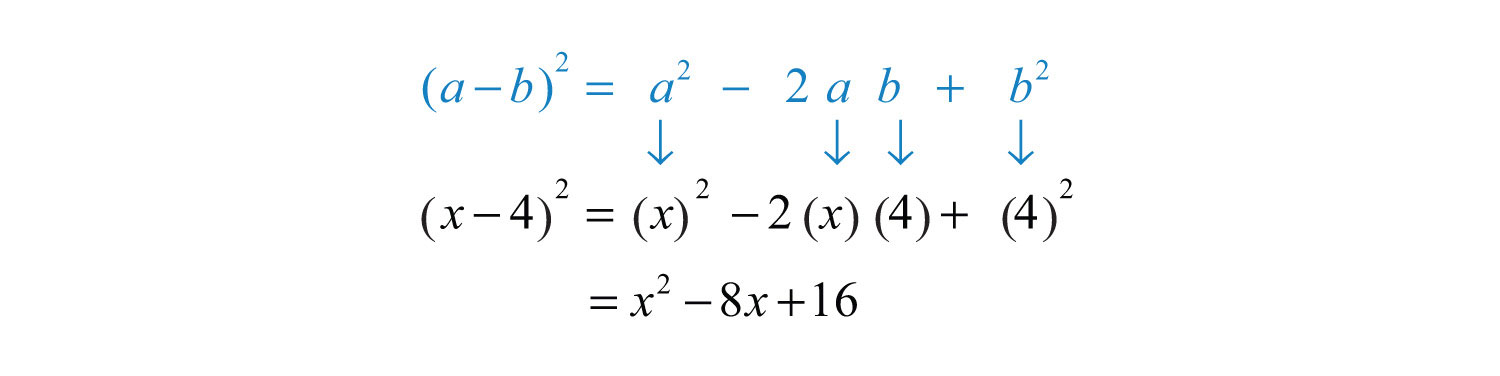 (a−b)² = a² − 2 a b + b²
↓ ↓ ↓ ↓
(x−4)² = (x)² −2 (x) (4)+ (4)²
= x² −8x+16